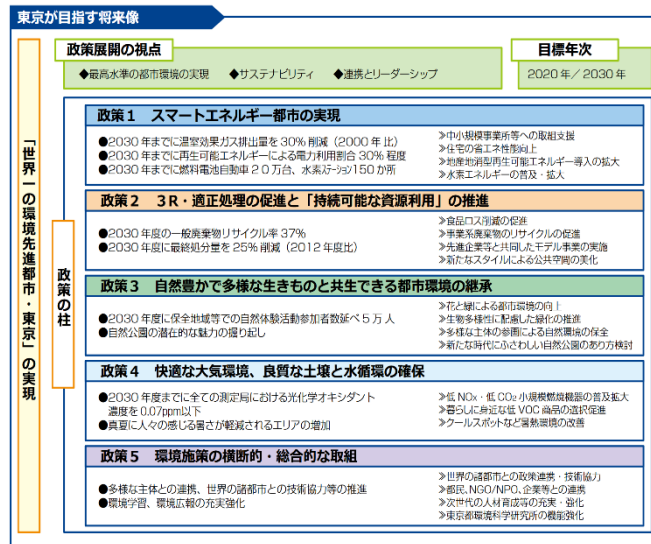 東京が目指す将来像
政策展開の視点
◆最高水準の都市環境の実現 ◆サステナビリティ ◆連携とリーダーシップ
目標年次
2020年/2030年
「世界一の環境先進都市・東京」の実現
政策の柱
政策1 スマートエネルギー都市の実現
●2030年までに温室効果ガス排出量を30%削減(2000年比)
●2030年までに再生可能エネルギーによる電力利用割合30%程度
●2030年までに燃料電池自動車20万台、水素ステーション150か所
≫中小規模事業所等への取組支援
≫住宅の省エネ性能向上
≫地産地消型再生可能エネルギー導入の拡大
≫水素エネルギーの普及・拡大
政策2 3R・適正処理の促進と「持続可能な資源利用」の推進
●2030年度の一般廃棄物リサイクル率37%
●2030年度に最終処分量を25%削減(2012年度比)
≫食品ロス削減の促進
≫事業系廃棄物のリサイクルの促進
≫先進企業等と共同したモデル事業の実施
≫新たなスタイルによる公共空間の美化
政策3 自然豊かで多様な生きものと共生できる都市環境の継承
●2030年度に保全地域等での自然体験活動参加者数延べ5万人
●自然公園の潜在的な魅力の掘り起し
≫花と緑による都市環境の向上
≫生物多様性に配慮した緑化の推進
≫多様な主体の参画による自然環境の保全
≫新たな時代にふさわしい自然公園のあり方検討
政策4 快適な大気環境、良質な土壌と水循環の確保
●2030年度までに全ての測定局における光化学オキシダント
濃度を0.07ppm以下
●真夏に人々の感じる暑さが軽減されるエリアの増加
≫低NOx・低CO₂小規模燃焼機器の普及拡大
≫暮らしに身近な低VOC商品の選択促進
≫クールスポットなど暑熱環境の改善
政策5 環境施策の横断的・総合的な取組
●多様な主体との連携、世界の諸都市との技術協力等の推進
●環境学習、環境広報の充実強化
≫世界の諸都市との政策連携・技術協力
≫都民、NGO/NPO、企業等との連携
≫次世代の人材育成等の充実・強化
≫東京都環境科学研究所の機能強化